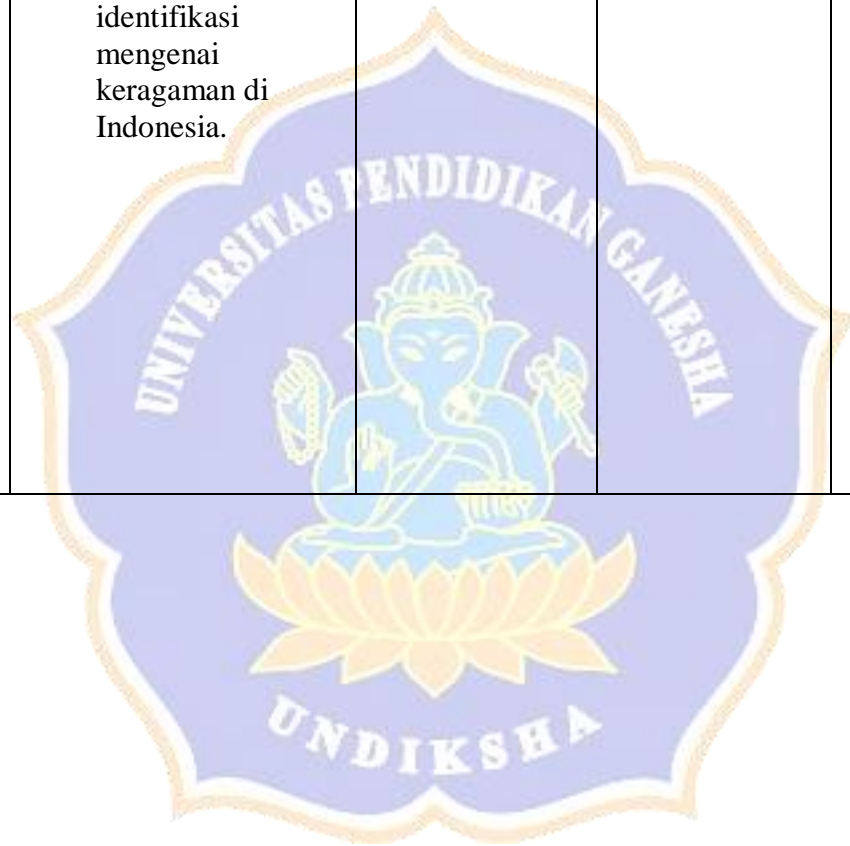 identifikasi
mengenai
keragaman di
Indonesia.
UNIVERSITAS PENDIDIKAN GANESHA
UNDIKSHA